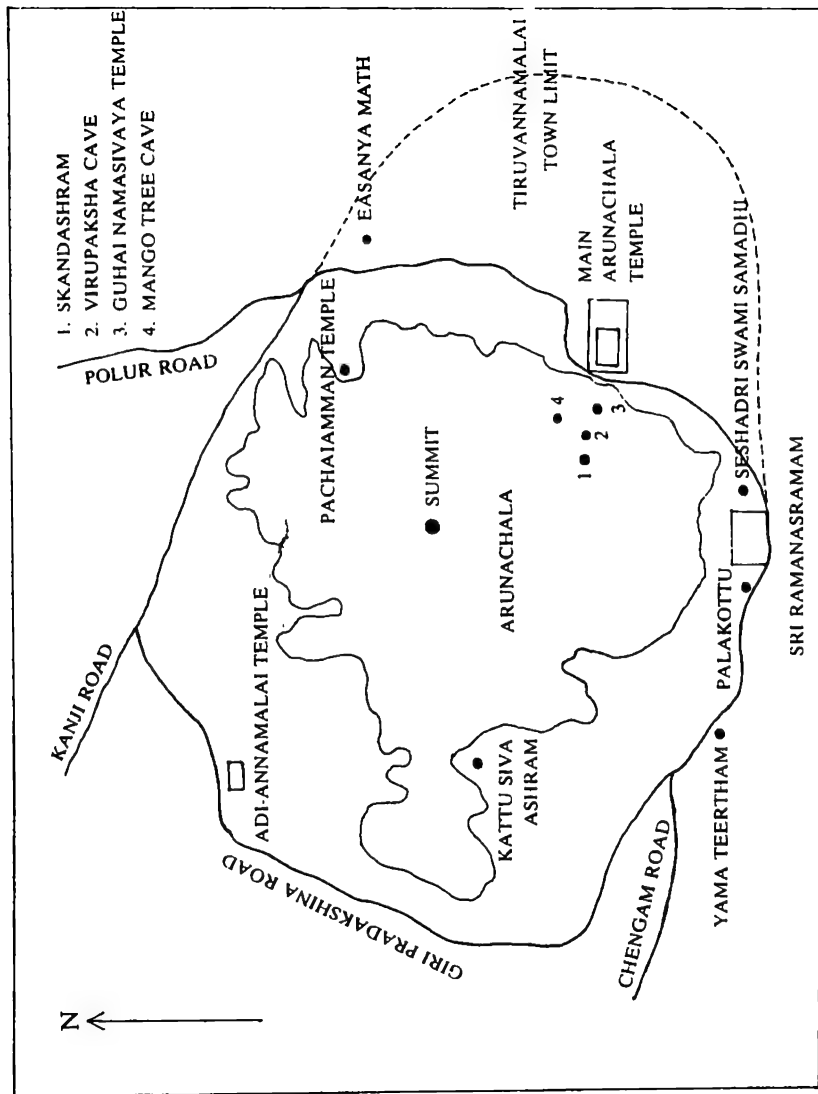 1. SKANDASHRAM
2. VIRUPAKSHA CAVE
3. GUHAI NAMASIVAYA TEMPLE
4. MANGO TREE CAVE
N
KANJI ROAD
POLUR ROAD
EASANYA MATH
PACHAIAMMAN TEMPLE
ADI-ANNAMALAI TEMPLE
SUMMIT
TIRUVANNAMALAI
TOWN LIMIT
GIRI PRADAKSHINA ROAD
ARUNACHALA
4
1
2
3
MAIN
ARUNACHALA
TEMPLE
KATTU SIVA
ASHRAM
CHENGAM ROAD
YAMA TEERTHAM
PALAKOTTU
SESHADRI SWAMI SAMADHI
SRI RAMANASRAMAM